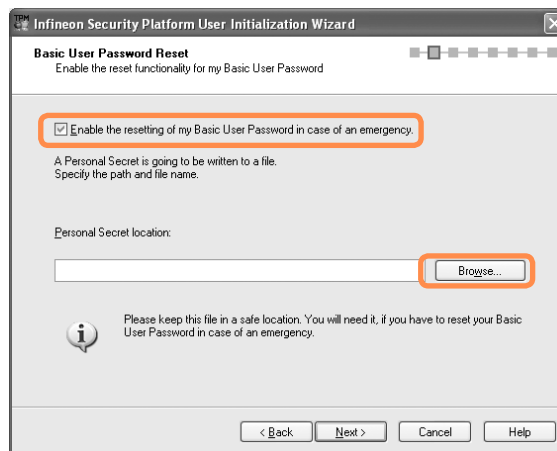 TPM Infineon Security Platform User Initialization Wizard
Basic User Password Reset
Enable the reset functionality for my Basic User Password
Enable the resetting of my Basic User Password in case of an emergency.
A Personal Secret is going to be written to a file.
Specify the path and file name.
Personal Secret location:
Browse...
Please keep this file in a safe location. You will need it, if you have to reset your Basic
User Password in case of an emergency.
< Back Next > Cancel Help